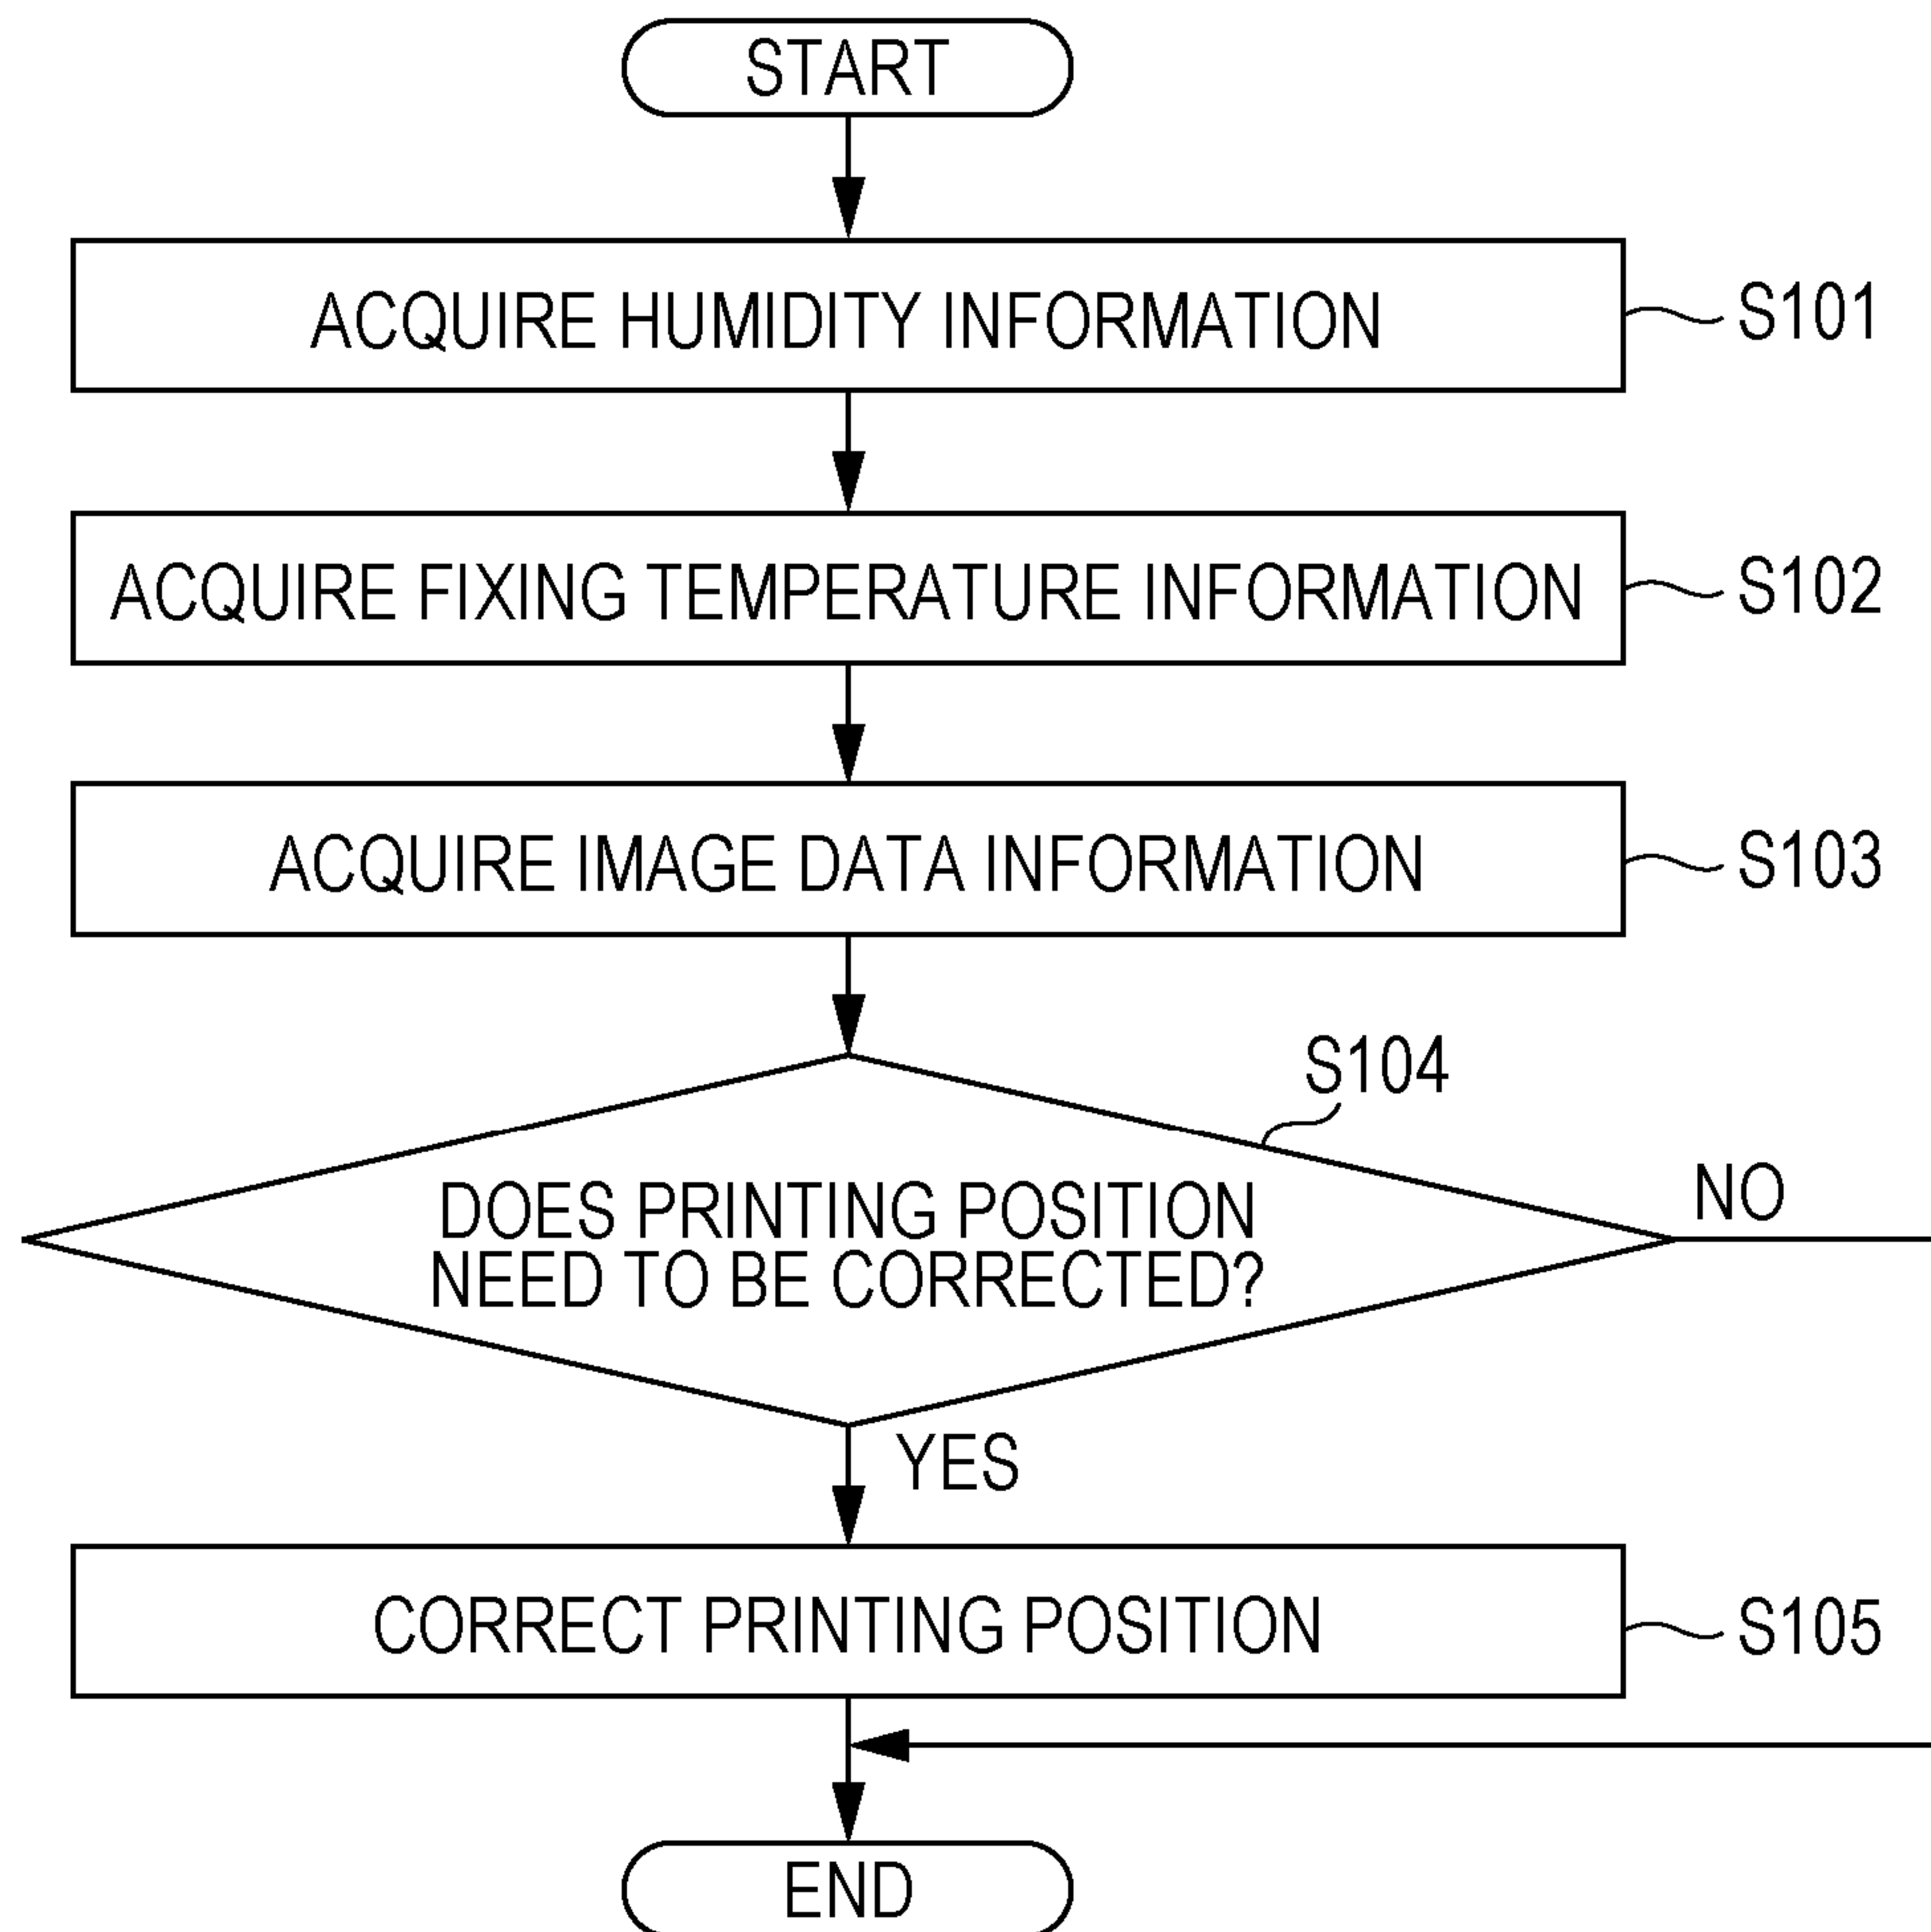 START
ACQUIRE HUMIDITY INFORMATION
S101
ACQUIRE FIXING TEMPERATURE INFORMATION
S102
ACQUIRE IMAGE DATA INFORMATION
S103
S104
DOES PRINTING POSITION
NEED TO BE CORRECTED?
NO
YES
CORRECT PRINTING POSITION
S105
END